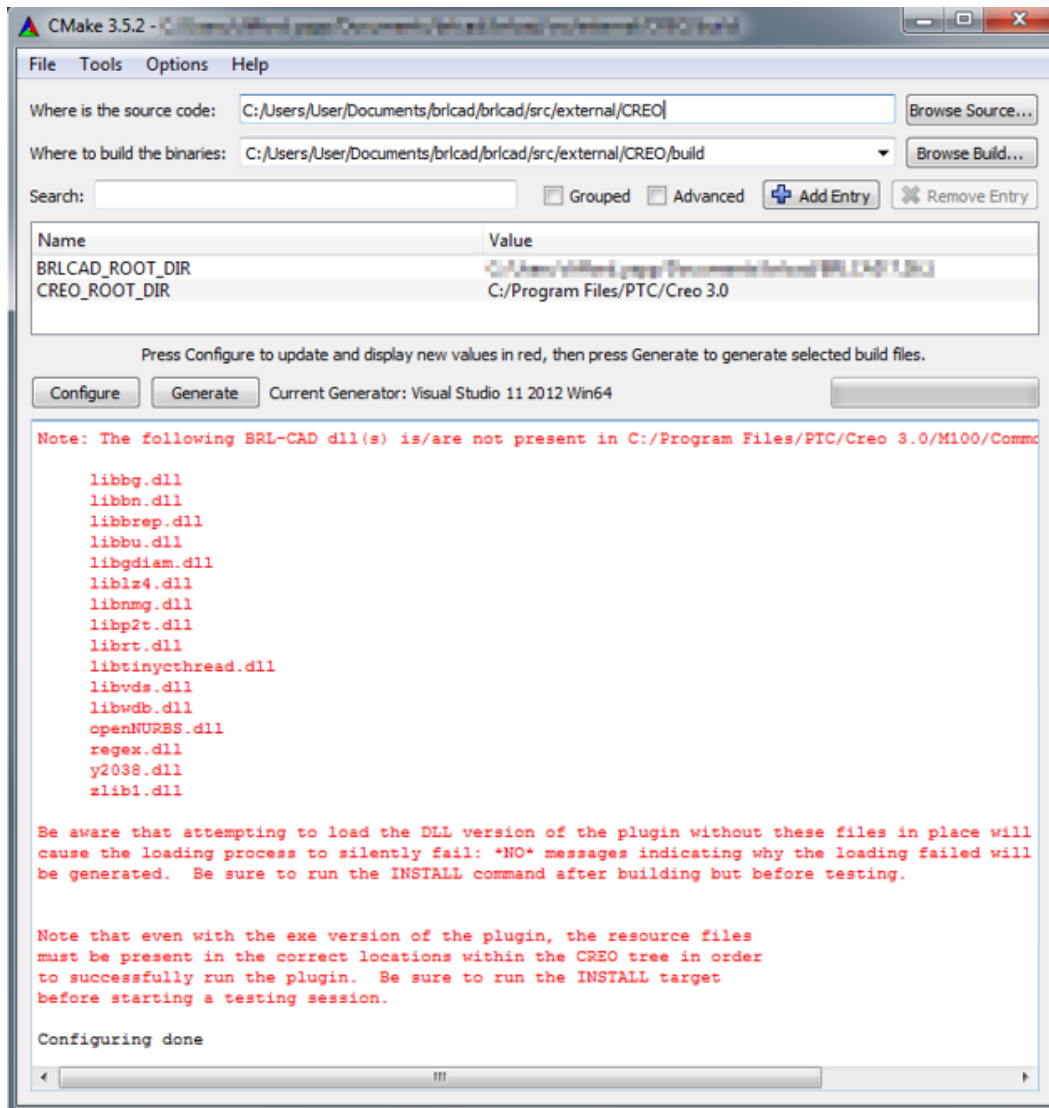 CMake 3.5.2 -
File Tools Options Help
Where is the source code: C:/Users/User/Documents/brlcad/brlcad/src/external/CREO Browse Source...
Where to build the binaries: C:/Users/User/Documents/brlcad/brlcad/src/external/CREO/build Browse Build...
Search: Grouped Advanced Add Entry Remove Entry
Name Value
BRLCAD_ROOT_DIR
CREO_ROOT_DIR C:/Program Files/PTC/Creo 3.0
Press Configure to update and display new values in red, then press Generate to generate selected build files.
Configure Generate Current Generator: Visual Studio 11 2012 Win64
Note: The following BRL-CAD dll(s) is/are not present in C:/Program Files/PTC/Creo 3.0/M100/Commo
libbg.dll
libbn.dll
libbrep.dll
libbu.dll
libgdiam.dll
liblz4.dll
libnmg.dll
libp2t.dll
librt.dll
libtinycthread.dll
libvds.dll
libwdb.dll
openNURBS.dll
regex.dll
y2038.dll
zlib1.dll
Be aware that attempting to load the DLL version of the plugin without these files in place will
cause the loading process to silently fail: *NO* messages indicating why the loading failed will
be generated.  Be sure to run the INSTALL command after building but before testing.
Note that even with the exe version of the plugin, the resource files
must be present in the correct locations within the CREO tree in order
to successfully run the plugin.  Be sure to run the INSTALL target
before starting a testing session.
Configuring done